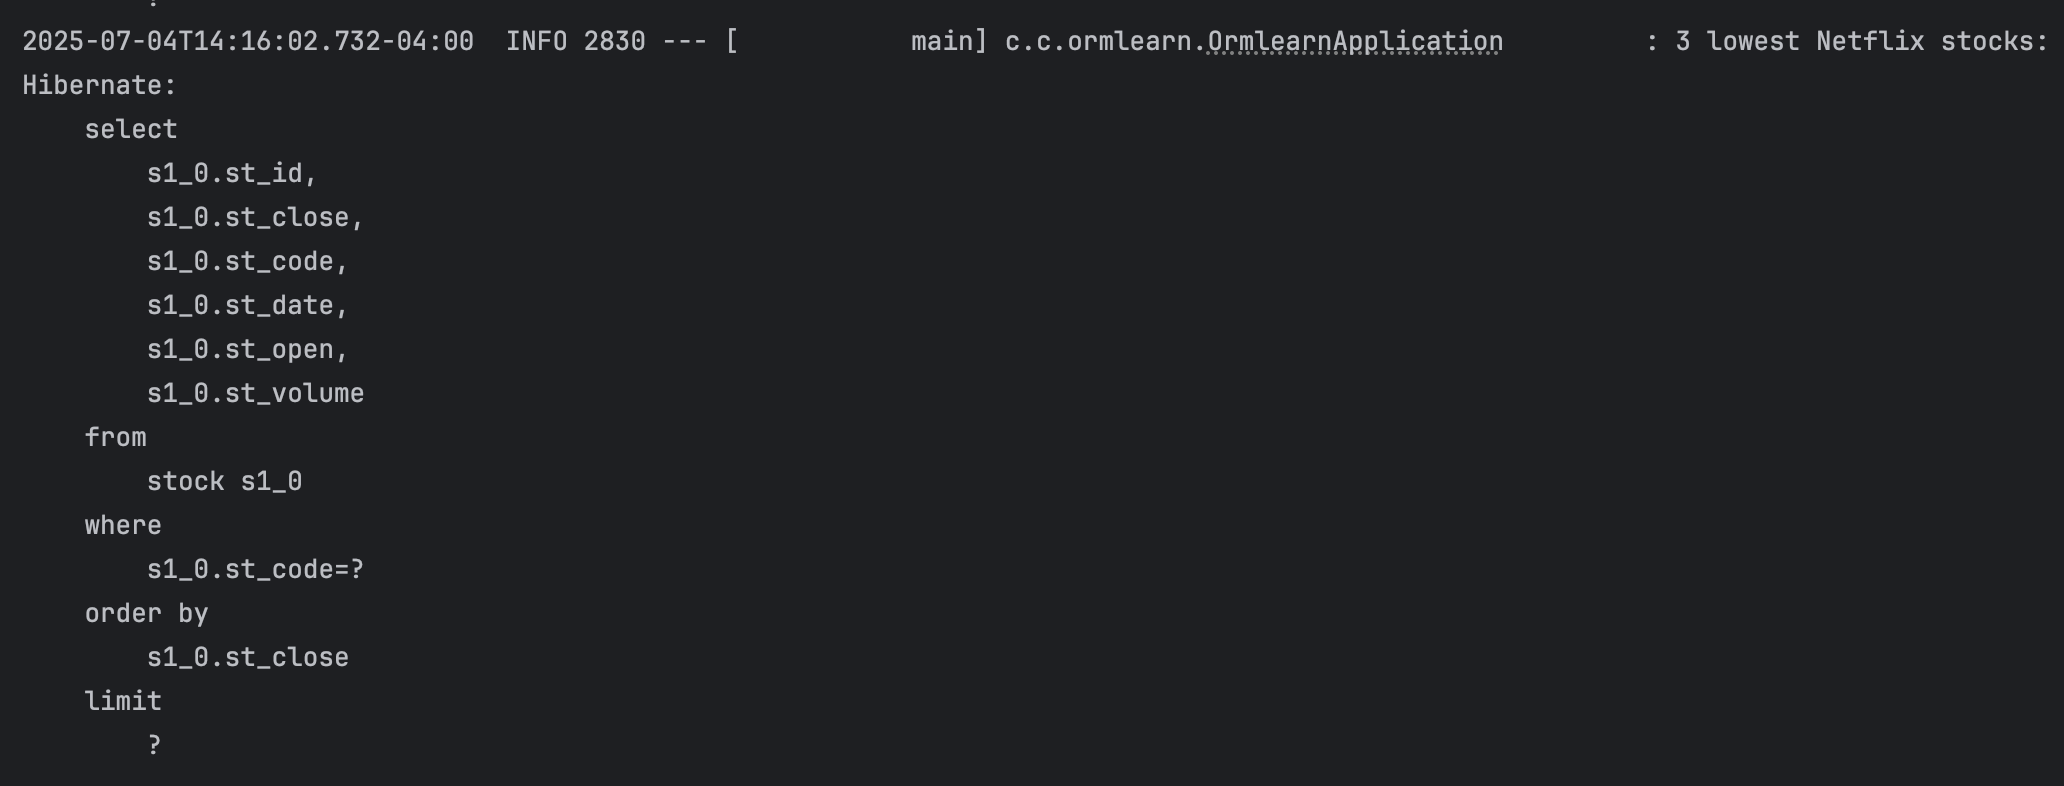 ?
2025-07-04T14:16:02.732-04:00  INFO 2830 --- [           main] c.c.ormlearn.OrmlearnApplication         : 3 lowest Netflix stocks:
Hibernate:
    select
        s1_0.st_id,
        s1_0.st_close,
        s1_0.st_code,
        s1_0.st_date,
        s1_0.st_open,
        s1_0.st_volume
    from
        stock s1_0
    where
        s1_0.st_code=?
    order by
        s1_0.st_close
    limit
        ?